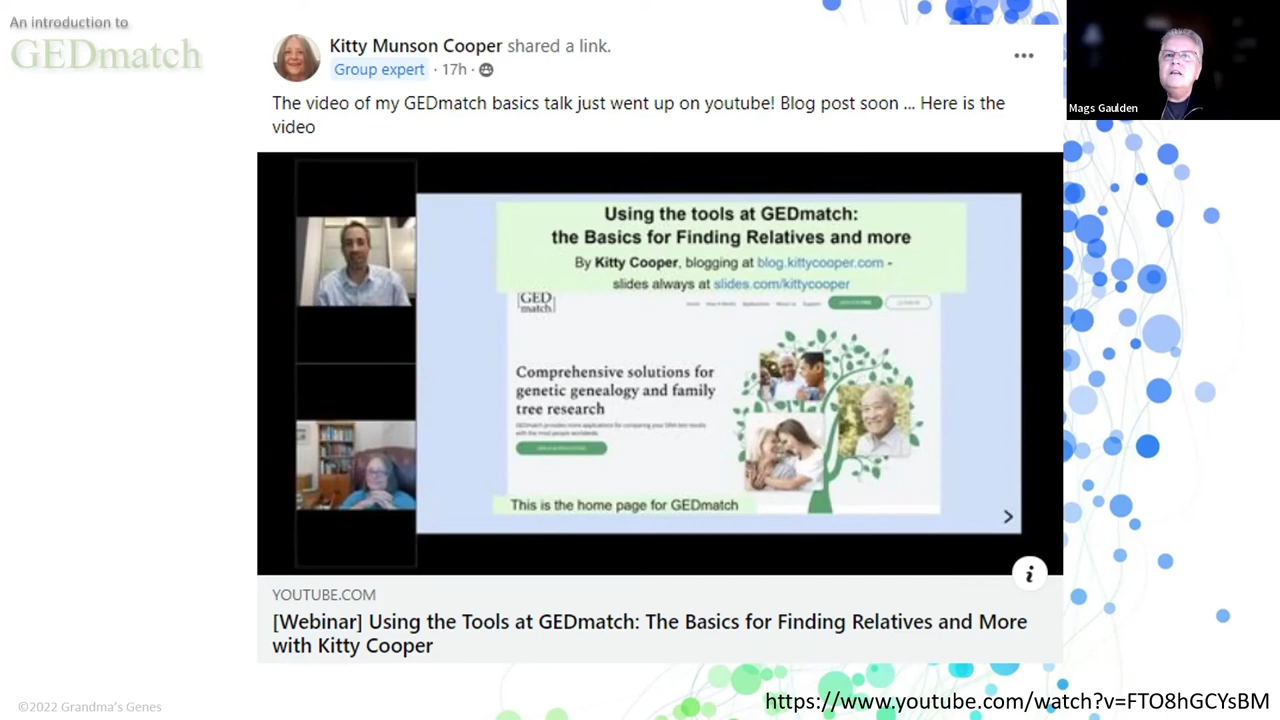 An introduction to
GEDmatch
Kitty Munson Cooper shared a link.
Group expert · 17h ·
The video of my GEDmatch basics talk just went up on youtube! Blog post soon ... Here is the
video
Mags Gaulden
Using the tools at GEDmatch:
the Basics for Finding Relatives and more
By Kitty Cooper, blogging at blog.kittycooper.com -
slides always at slides.com/kittycooper
GED
match
Comprehensive solutions for
genetic genealogy and family
tree research
This is the home page for GEDmatch
YOUTUBE.COM
[Webinar] Using the Tools at GEDmatch: The Basics for Finding Relatives and More
with Kitty Cooper
©2022 Grandma's Genes
https://www.youtube.com/watch?v=FTO8hGCYsBM